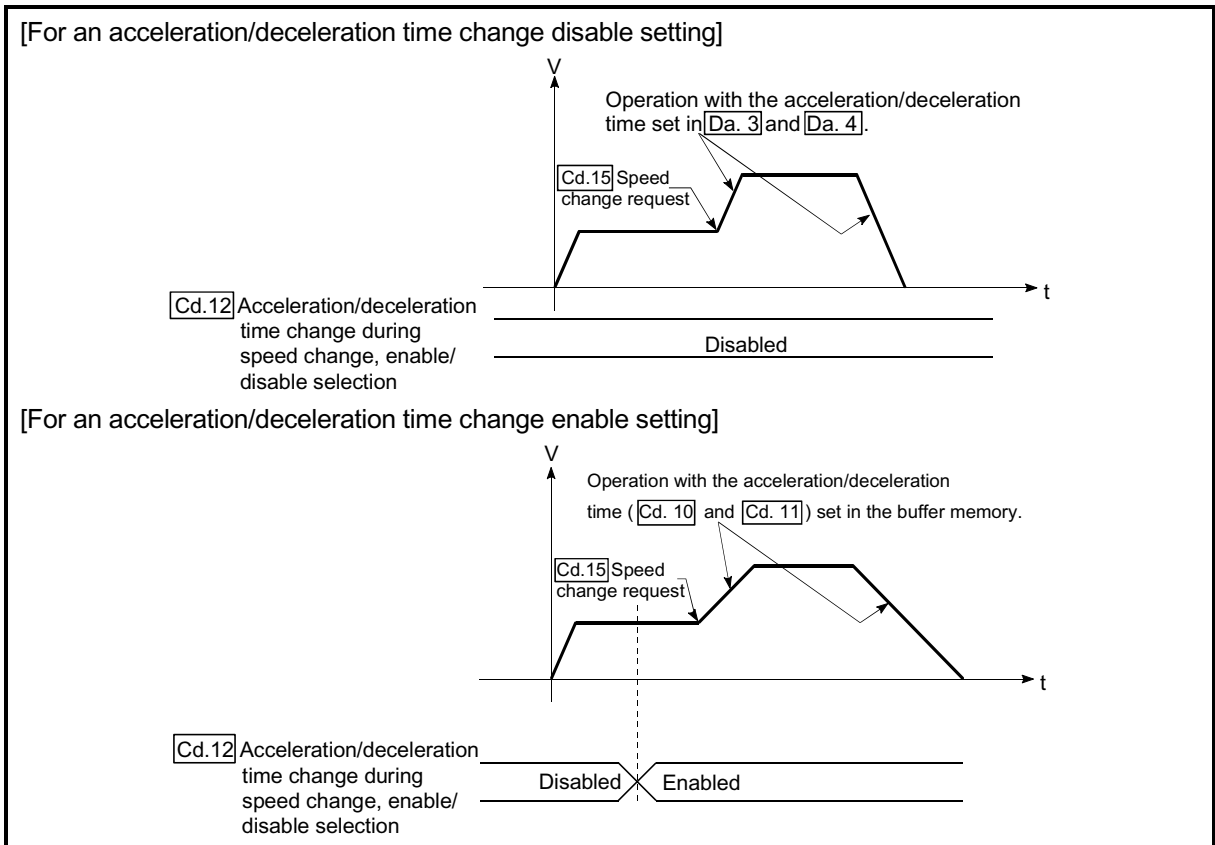 [For an acceleration/deceleration time change disable setting]
V
Operation with the acceleration/deceleration
time set in Da. 3 and Da. 4.
Cd.15 Speed
change request
t
Cd.12 Acceleration/deceleration
time change during
speed change, enable/
disable selection
Disabled
[For an acceleration/deceleration time change enable setting]
V
Operation with the acceleration/deceleration
time ( Cd. 10 and Cd. 11 ) set in the buffer memory.
Cd.15 Speed
change request
t
Cd.12 Acceleration/deceleration
time change during
speed change, enable/
disable selection
Disabled Enabled